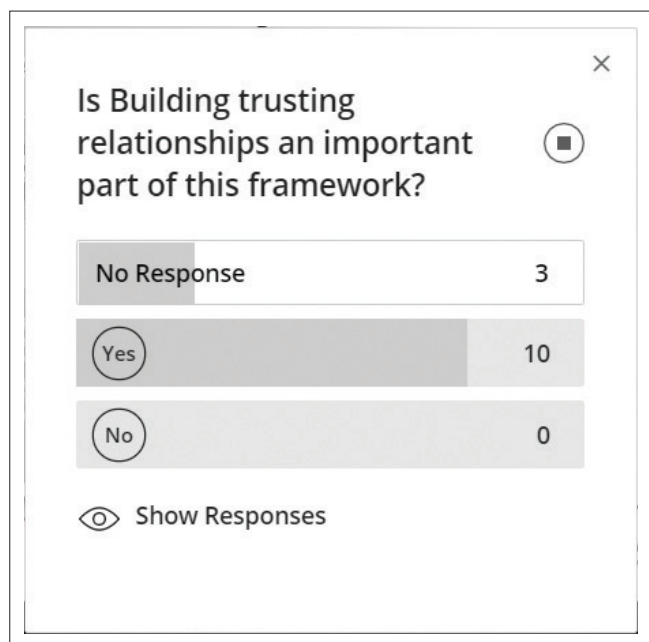 Is Building trusting
relationships an important
part of this framework?
No Response 3
Yes 10
No 0
Show Responses